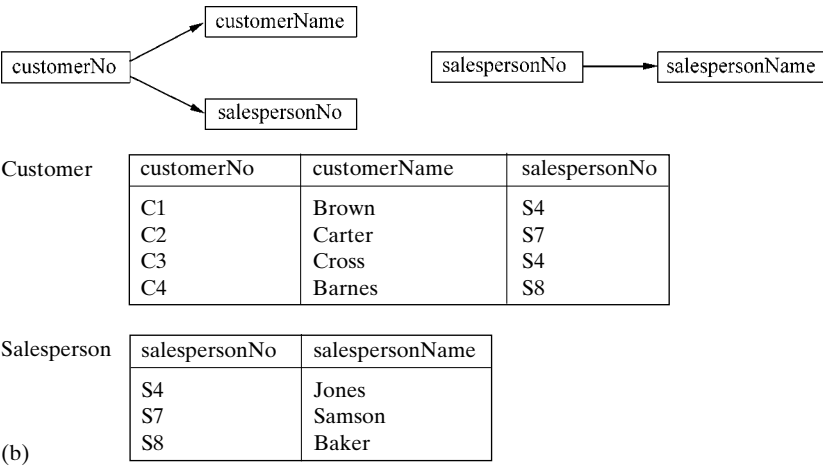 customerName
customerNo
salespersonNo
salespersonNo
salespersonName
Customer
customerNo customerName salespersonNo
C1 Brown S4
C2 Carter S7
C3 Cross S4
C4 Barnes S8
Salesperson
salespersonNo salespersonName
S4 Jones
S7 Samson
S8 Baker
(b)